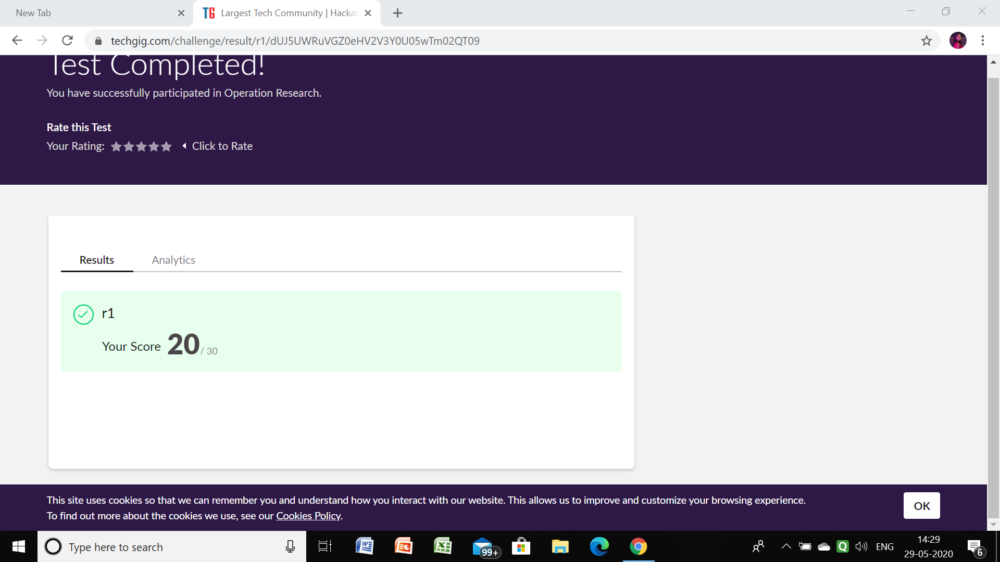 New Tab
TG Largest Tech Community | Hacka
techgig.com/challenge/result/r1/dUJ5UWRuVGZ0eHV2V3Y0U05wTm02QT09
Test Completed!
You have successfully participated in Operation Research.
Rate this Test
Your Rating: Click to Rate
Results Analytics
r1
Your Score 20 / 30
This site uses cookies so that we can remember you and understand how you interact with our website. This allows us to improve and customize your browsing experience.
To find out more about the cookies we use, see our Cookies Policy.
OK
Type here to search
99+
ENG
14:29
29-05-2020
6